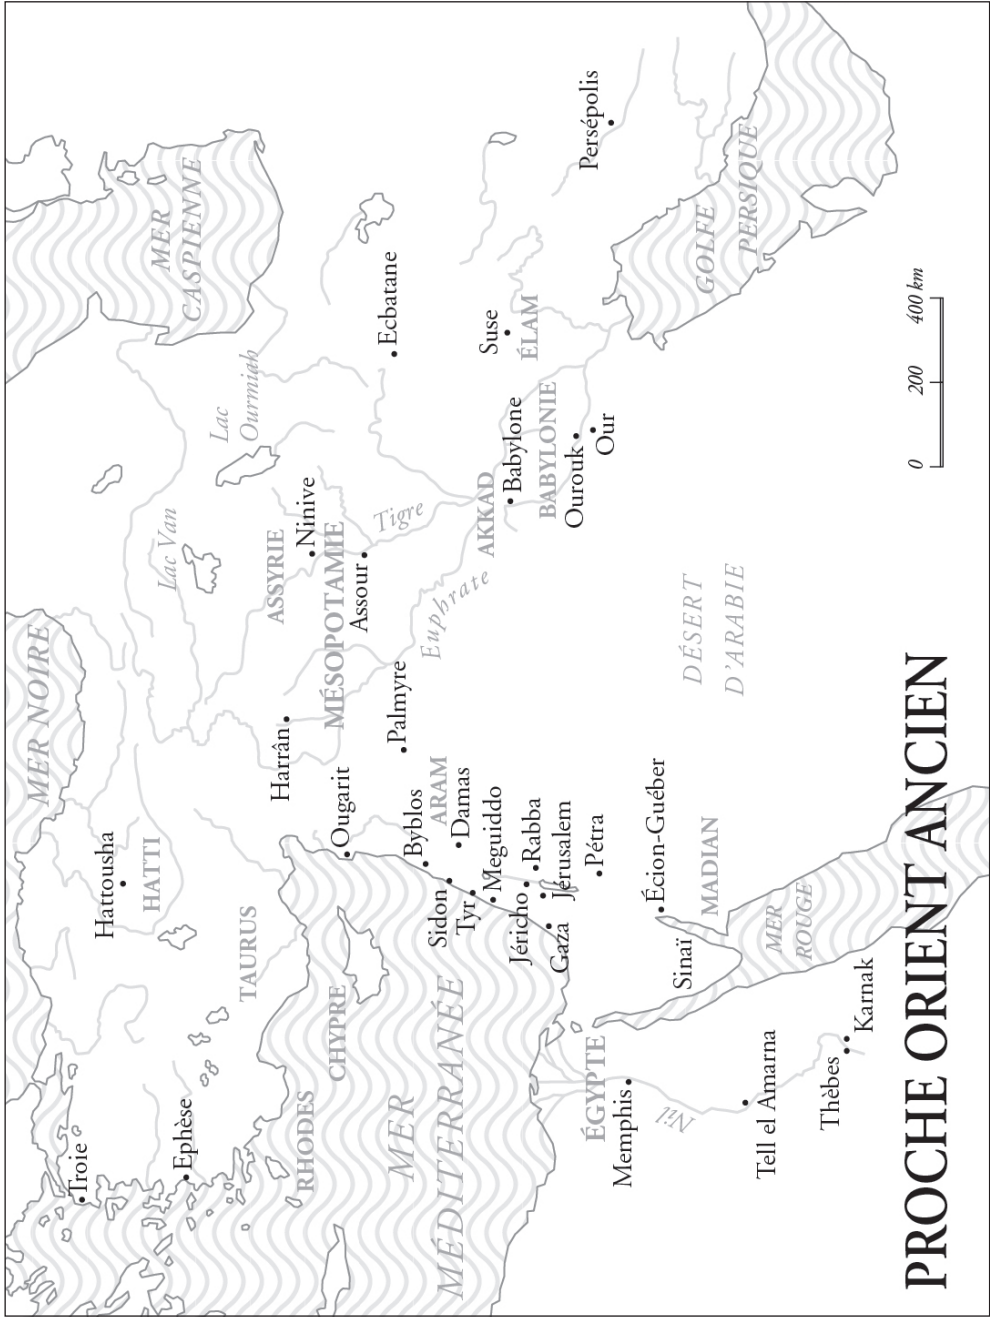 MER NOIRE
MER
CASPIENNE
Troie
Hattousha
HATTI
Lac Van
Lac
Ourmiah
Ephèse
TAURUS
ASSYRIE
Ninive
Harrân
MÉSOPOTAMIE
Assour
Tigre
Ecbatane
RHODES
CHYPRE
Ougarit
Palmyre
Euphrate
MER
MÉDITERRANÉE
Byblos
ARAM
Damas
Sidon
Tyr
Meguiddo
AKKAD
Babylone
BABYLONIE
Suse
ÉLAM
Jéricho
Rabba
Jérusalem
Gaza
Pétra
Ourouk
Our
Persépolis
ÉGYPTE
Memphis
Nil
Sinaï
Écion-Guéber
MADIAN
DÉSERT
D'ARABIE
GOLFE
PERSIQUE
MER
ROUGE
Tell el Amarna
Thèbes
Karnak
0 200 400 km
PROCHE ORIENT ANCIEN